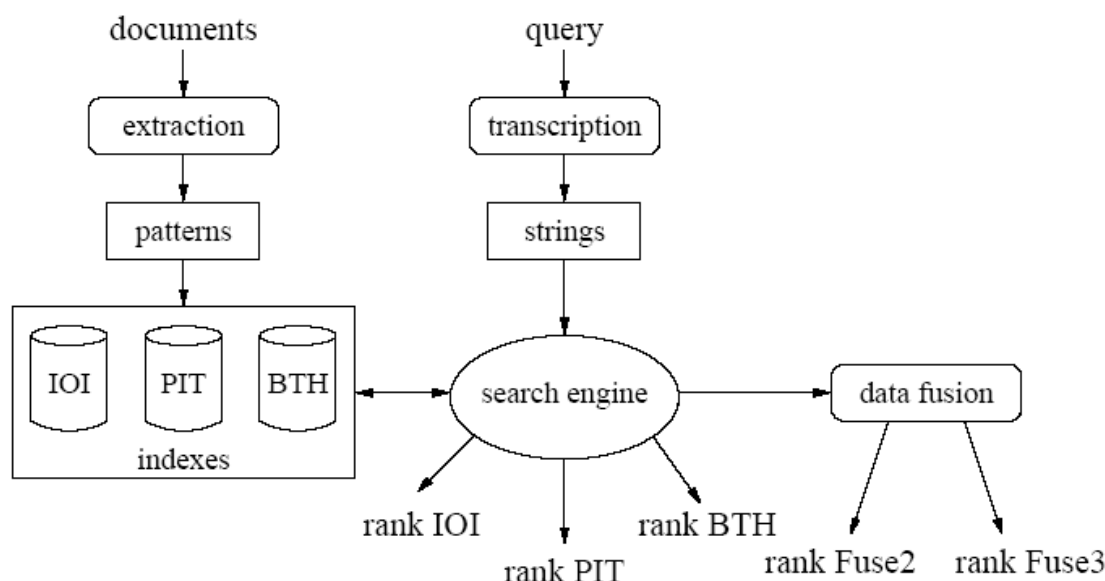 documents
query
extraction
transcription
patterns
strings
IOI
PIT
BTH
indexes
search engine
data fusion
rank IOI
rank PIT
rank BTH
rank Fuse2
rank Fuse3